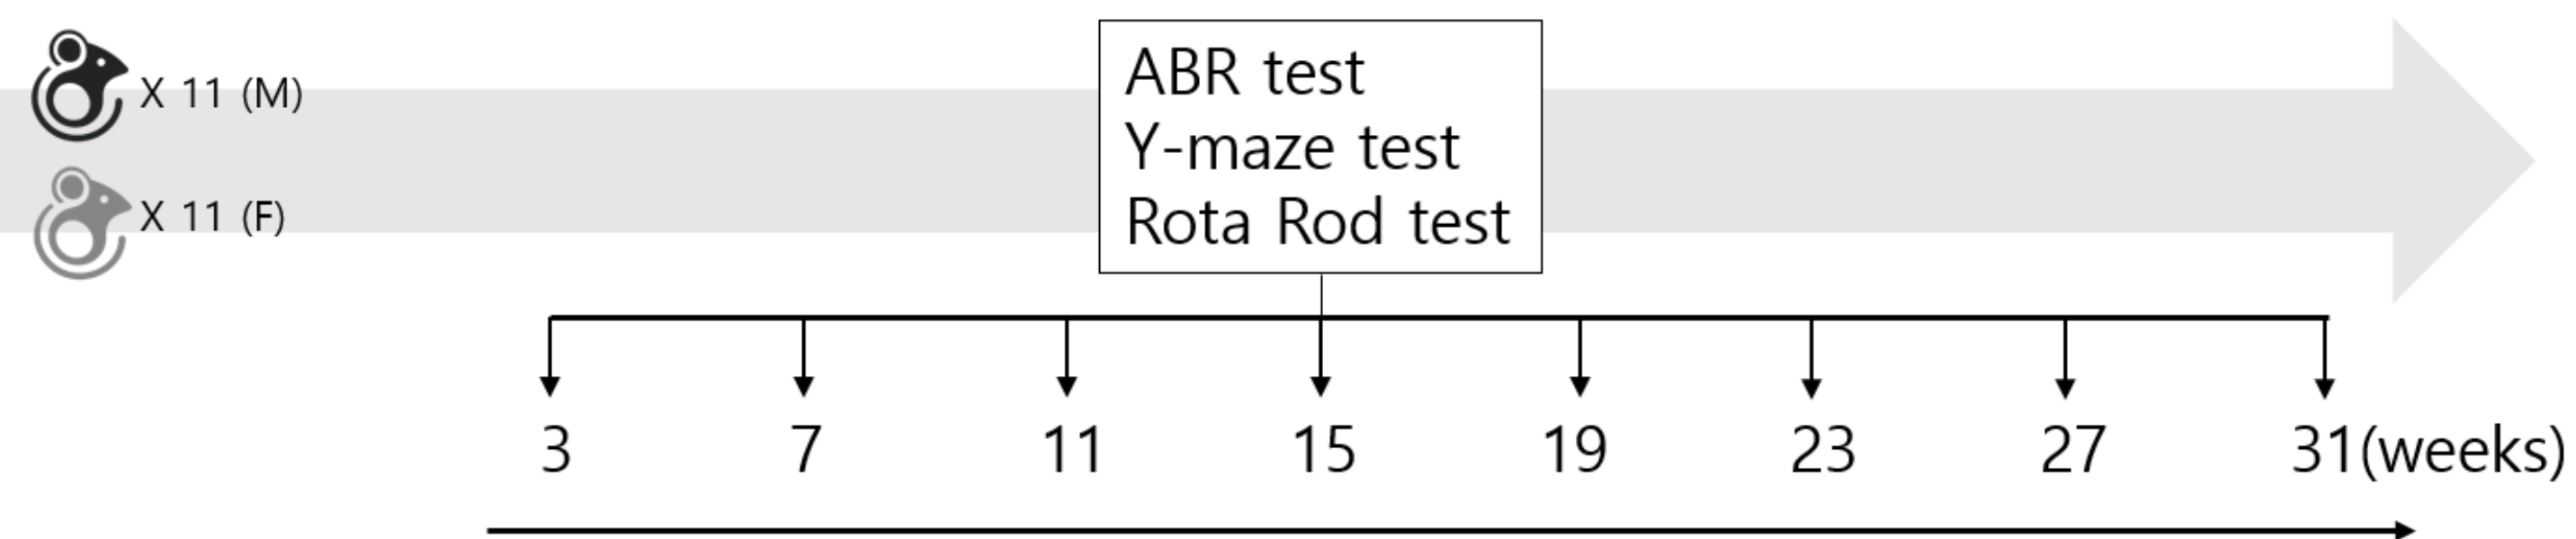 X 11 (M)
X 11 (F)
ABR test
Y-maze test
Rota Rod test
3 7 11 15 19 23 27 31(weeks)